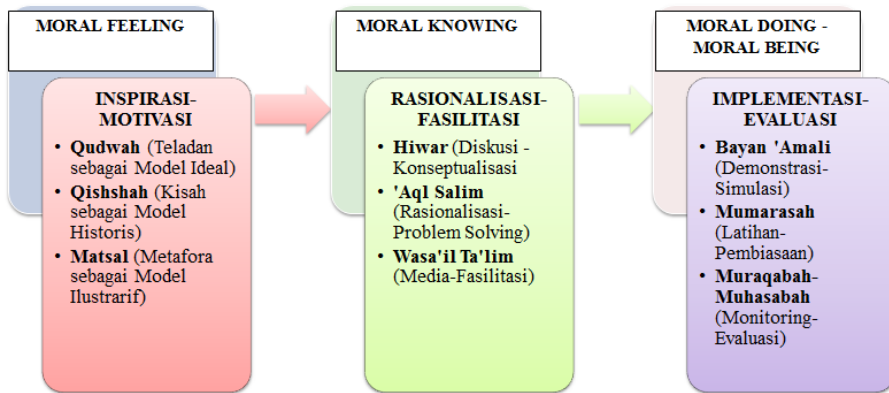 MORAL FEELING
INSPIRASI-
MOTIVASI
• Qudwah (Teladan
sebagai Model Ideal)
• Qishshah (Kisah
sebagai Model
Historis)
• Matsal (Metafora
sebagai Model
Ilustrarif)
MORAL KNOWING
RASIONALISASI-
FASILITASI
• Hiwar (Diskusi -
Konseptualisasi
• 'Aql Salim
(Rasionalisasi-
Problem Solving)
• Wasa'il Ta'lim
(Media-Fasilitasi)
MORAL DOING -
MORAL BEING
IMPLEMENTASI-
EVALUASI
• Bayan 'Amali
(Demonstrasi-
Simulasi)
• Mumarasah
(Latihan-
Pembiasaan)
• Muraqabah-
Muhasabah
(Monitoring-
Evaluasi)